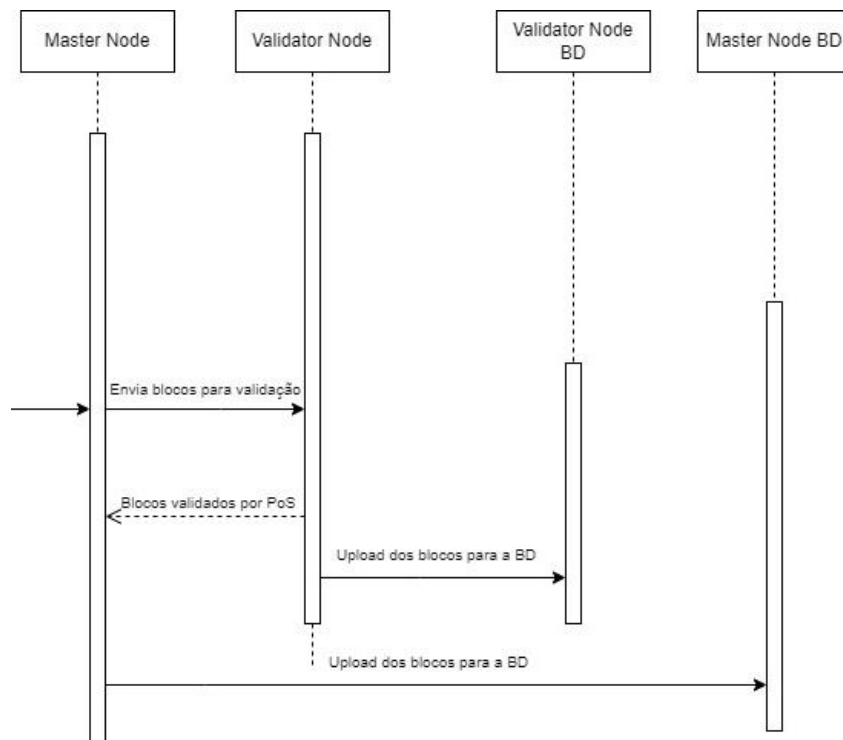 Master Node
Validator Node
Validator Node
BD
Master Node BD
Envia blocos para validação
Blocos validados por PoS
Upload dos blocos para a BD
Upload dos blocos para a BD